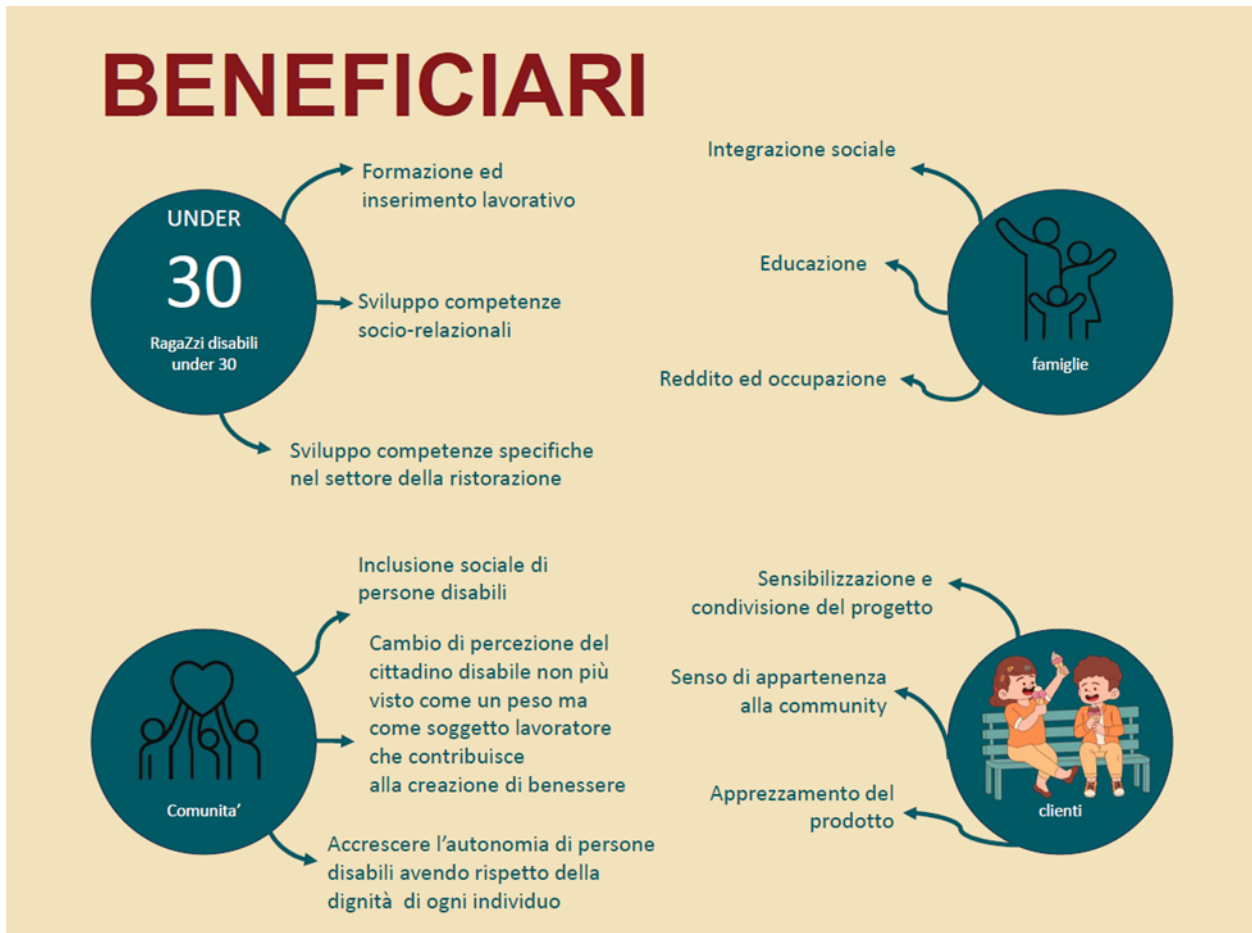 BENEFICIARI
UNDER
30
RagaZzi disabili
under 30
Formazione ed
inserimento lavorativo
Sviluppo competenze
socio-relazionali
Sviluppo competenze specifiche
nel settore della ristorazione
Integrazione sociale
Educazione
Reddito ed occupazione
famiglie
Inclusione sociale di
persone disabili
Cambio di percezione del
cittadino disabile non più
visto come un peso ma
come soggetto lavoratore
che contribuisce
alla creazione di benessere
Accrescere l’autonomia di persone
disabili avendo rispetto della
dignità di ogni individuo
Comunita’
Sensibilizzazione e
condivisione del progetto
Senso di appartenenza
alla community
Apprezzamento del
prodotto
clienti